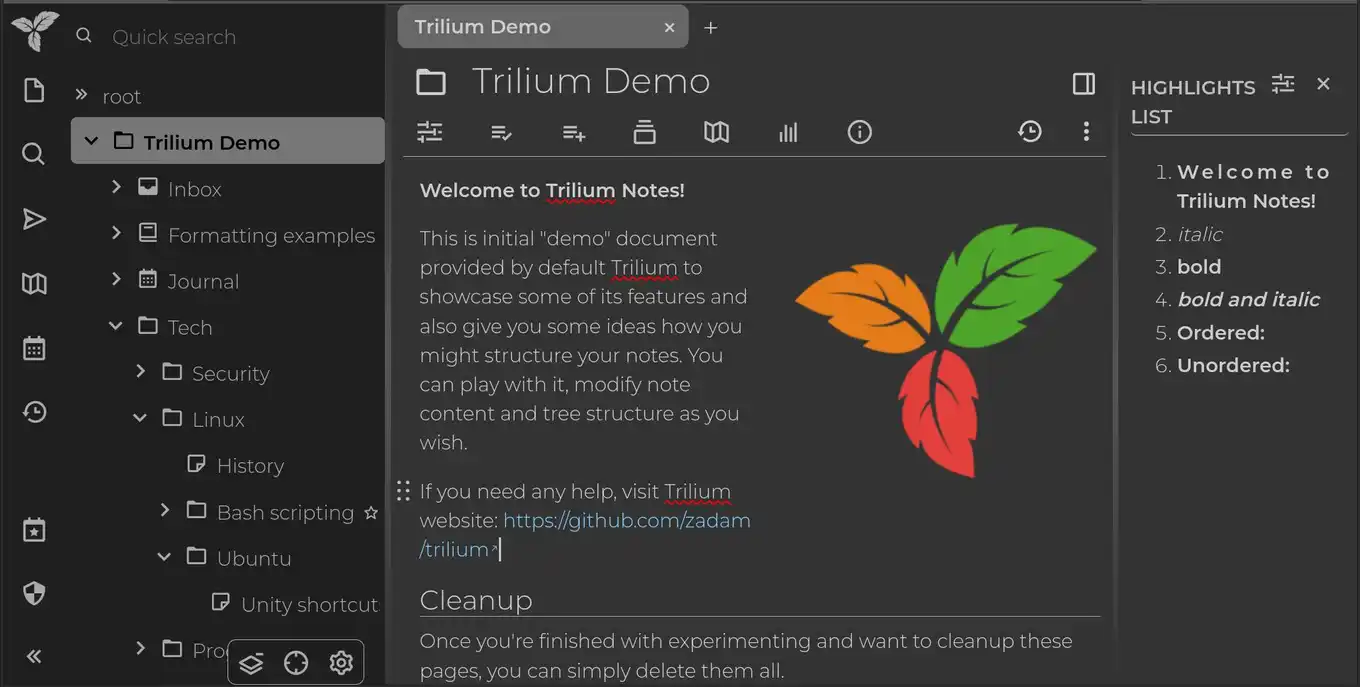 Quick search
root
Trilium Demo
Inbox
Formatting examples
Journal
Tech
Security
Linux
History
Bash scripting
Ubuntu
Unity shortcut
Trilium Demo
Trilium Demo
Welcome to Trilium Notes!
This is initial "demo" document
provided by default Trilium to
showcase some of its features and
also give you some ideas how you
might structure your notes. You
can play with it, modify note
content and tree structure as you
wish.
If you need any help, visit Trilium
website: https://github.com/zadam
/trilium
Cleanup
Once you're finished with experimenting and want to cleanup these
pages, you can simply delete them all.
HIGHLIGHTS
LIST
1. Welcome to
Trilium Notes!
2. italic
3. bold
4. bold and italic
5. Ordered:
6. Unordered: